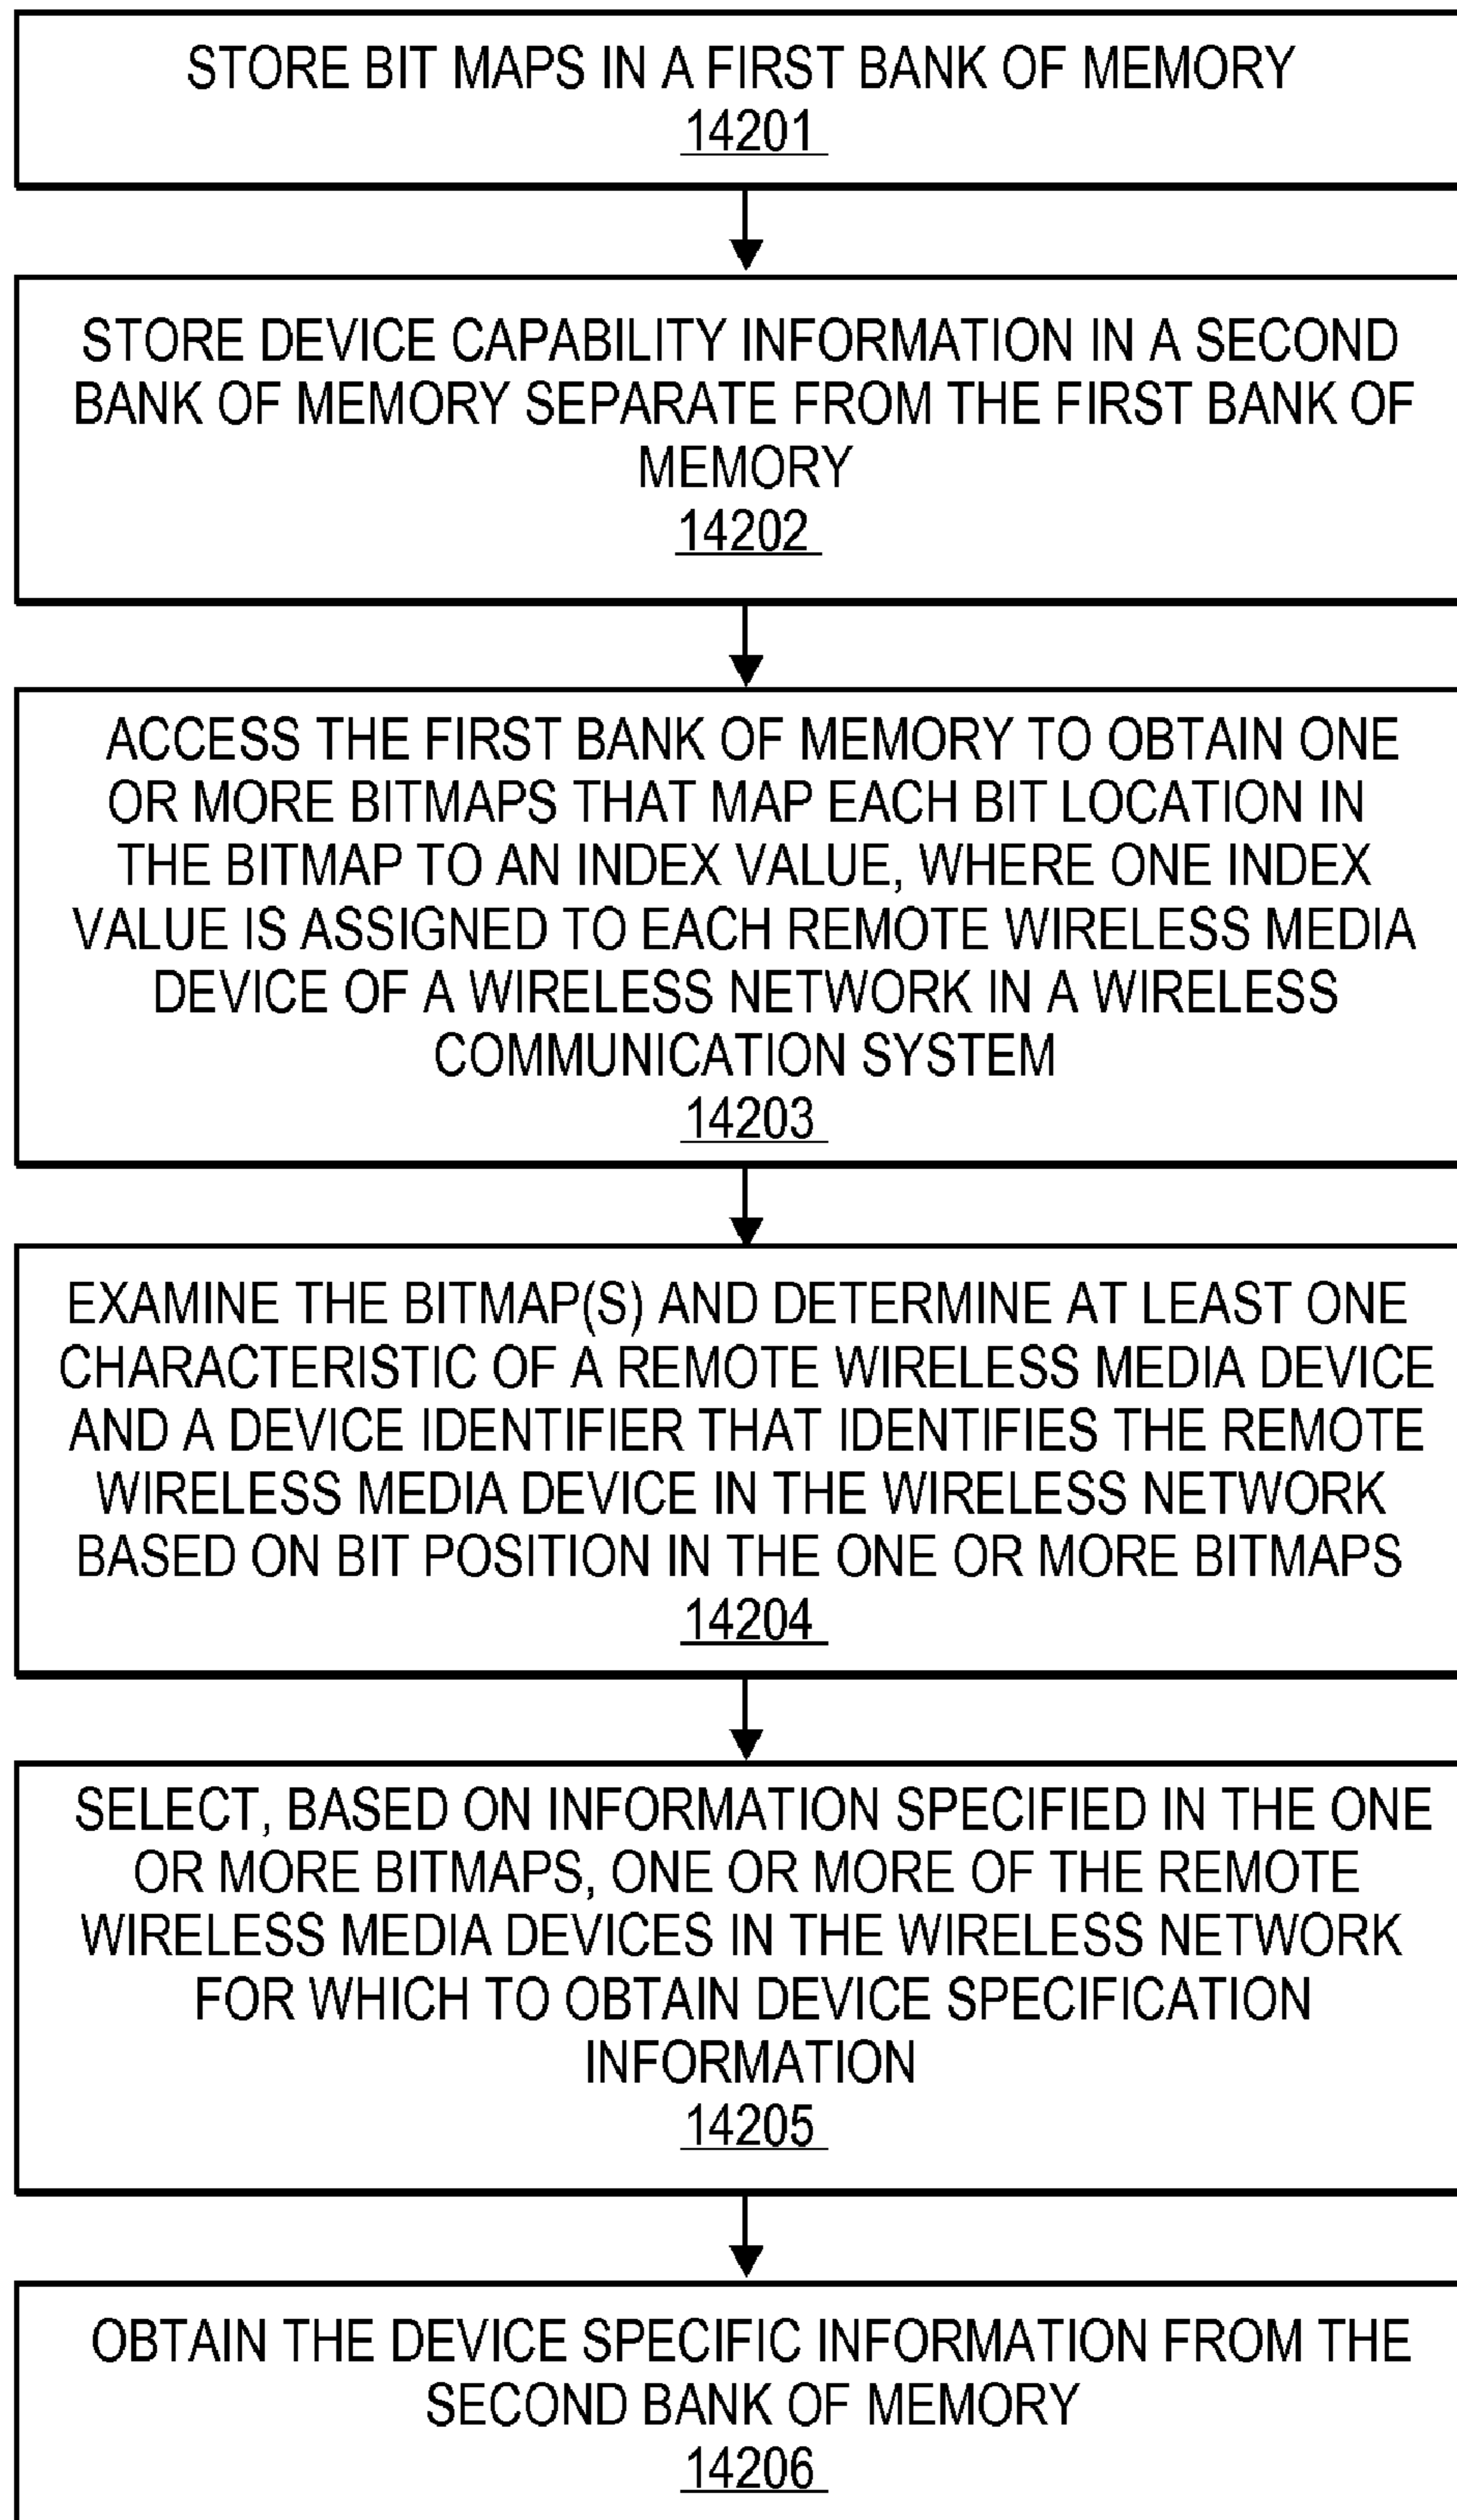 STORE BIT MAPS IN A FIRST BANK OF MEMORY
14201
STORE DEVICE CAPABILITY INFORMATION IN A SECOND
BANK OF MEMORY SEPARATE FROM THE FIRST BANK OF
MEMORY
14202
ACCESS THE FIRST BANK OF MEMORY TO OBTAIN ONE
OR MORE BITMAPS THAT MAP EACH BIT LOCATION IN
THE BITMAP TO AN INDEX VALUE, WHERE ONE INDEX
VALUE IS ASSIGNED TO EACH REMOTE WIRELESS MEDIA
DEVICE OF A WIRELESS NETWORK IN A WIRELESS
COMMUNICATION SYSTEM
14203
EXAMINE THE BITMAP(S) AND DETERMINE AT LEAST ONE
CHARACTERISTIC OF A REMOTE WIRELESS MEDIA DEVICE
AND A DEVICE IDENTIFIER THAT IDENTIFIES THE REMOTE
WIRELESS MEDIA DEVICE IN THE WIRELESS NETWORK
BASED ON BIT POSITION IN THE ONE OR MORE BITMAPS
14204
SELECT, BASED ON INFORMATION SPECIFIED IN THE ONE
OR MORE BITMAPS, ONE OR MORE OF THE REMOTE
WIRELESS MEDIA DEVICES IN THE WIRELESS NETWORK
FOR WHICH TO OBTAIN DEVICE SPECIFICATION
INFORMATION
14205
OBTAIN THE DEVICE SPECIFIC INFORMATION FROM THE
SECOND BANK OF MEMORY
14206